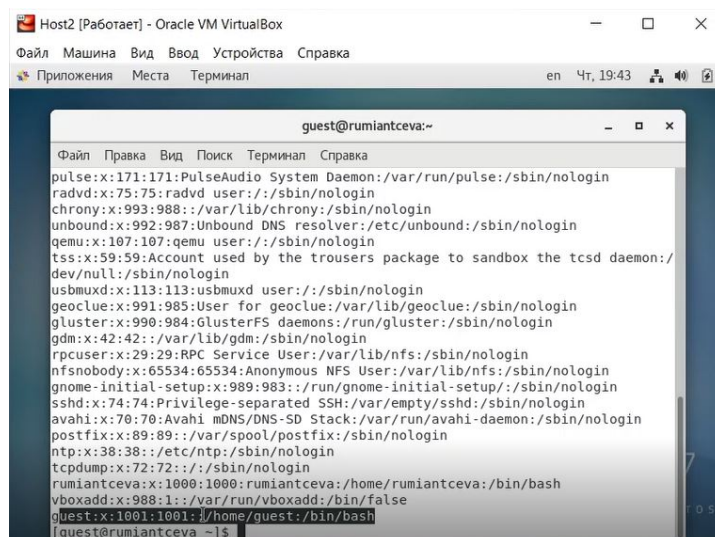 Host2 [Работает] - Oracle VM VirtualBox
Файл Машина Вид Ввод Устройства Справка
Приложения Места Терминал en Чт, 19:43
guest@rumiantceva:~
Файл Правка Вид Поиск Терминал Справка
pulse:x:171:171:PulseAudio System Daemon:/var/run/pulse:/sbin/nologin
radvd:x:75:75:radvd user:/:/sbin/nologin
chrony:x:993:988::/var/lib/chrony:/sbin/nologin
unbound:x:992:987:Unbound DNS resolver:/etc/unbound:/sbin/nologin
qemu:x:107:107:qemu user:/:/sbin/nologin
tss:x:59:59:Account used by the trousers package to sandbox the tcsd daemon:/
dev/null:/sbin/nologin
usbmuxd:x:113:113:usbmuxd user:/:/sbin/nologin
geoclue:x:991:985:User for geoclue:/var/lib/geoclue:/sbin/nologin
gluster:x:990:984:GlusterFS daemons:/run/gluster:/sbin/nologin
gdm:x:42:42::/var/lib/gdm:/sbin/nologin
rpcuser:x:29:29:RPC Service User:/var/lib/nfs:/sbin/nologin
nfsnobody:x:65534:65534:Anonymous NFS User:/var/lib/nfs:/sbin/nologin
gnome-initial-setup:x:989:983::/run/gnome-initial-setup/:/sbin/nologin
sshd:x:74:74:Privilege-separated SSH:/var/empty/sshd:/sbin/nologin
avahi:x:70:70:Avahi mDNS/DNS-SD Stack:/var/run/avahi-daemon:/sbin/nologin
postfix:x:89:89::/var/spool/postfix:/sbin/nologin
ntp:x:38:38::/etc/ntp:/sbin/nologin
tcpdump:x:72:72::/:/sbin/nologin
rumiantceva:x:1000:1000:rumiantceva:/home/rumiantceva:/bin/bash
vboxadd:x:988:1::/var/run/vboxadd:/bin/false
guest:x:1001:1001::/home/guest:/bin/bash
[guest@rumiantceva ~]$
7